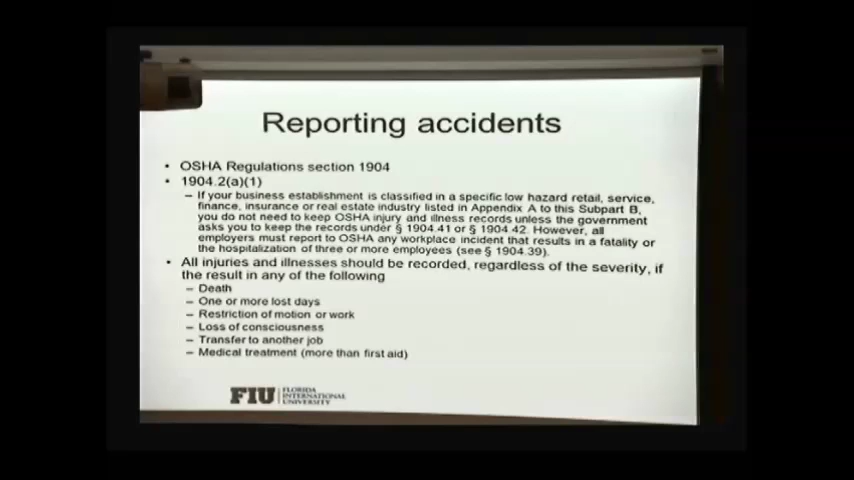 Reporting accidents
• OSHA Regulations section 1904
• 1904.2(a)(1)
– If your business establishment is classified in a specific low hazard retail, service,
finance, insurance or real estate industry listed in Appendix A to this Subpart B,
you do not need to keep OSHA injury and illness records unless the government
asks you to keep the records under § 1904.41 or § 1904.42. However, all
employers must report to OSHA any workplace incident that results in a fatality or
the hospitalization of three or more employees (see § 1904.39).
• All injuries and illnesses should be recorded, regardless of the severity, if
the result in any of the following
– Death
– One or more lost days
– Restriction of motion or work
– Loss of consciousness
– Transfer to another job
– Medical treatment (more than first aid)
FIU
FLORIDA
INTERNATIONAL
UNIVERSITY